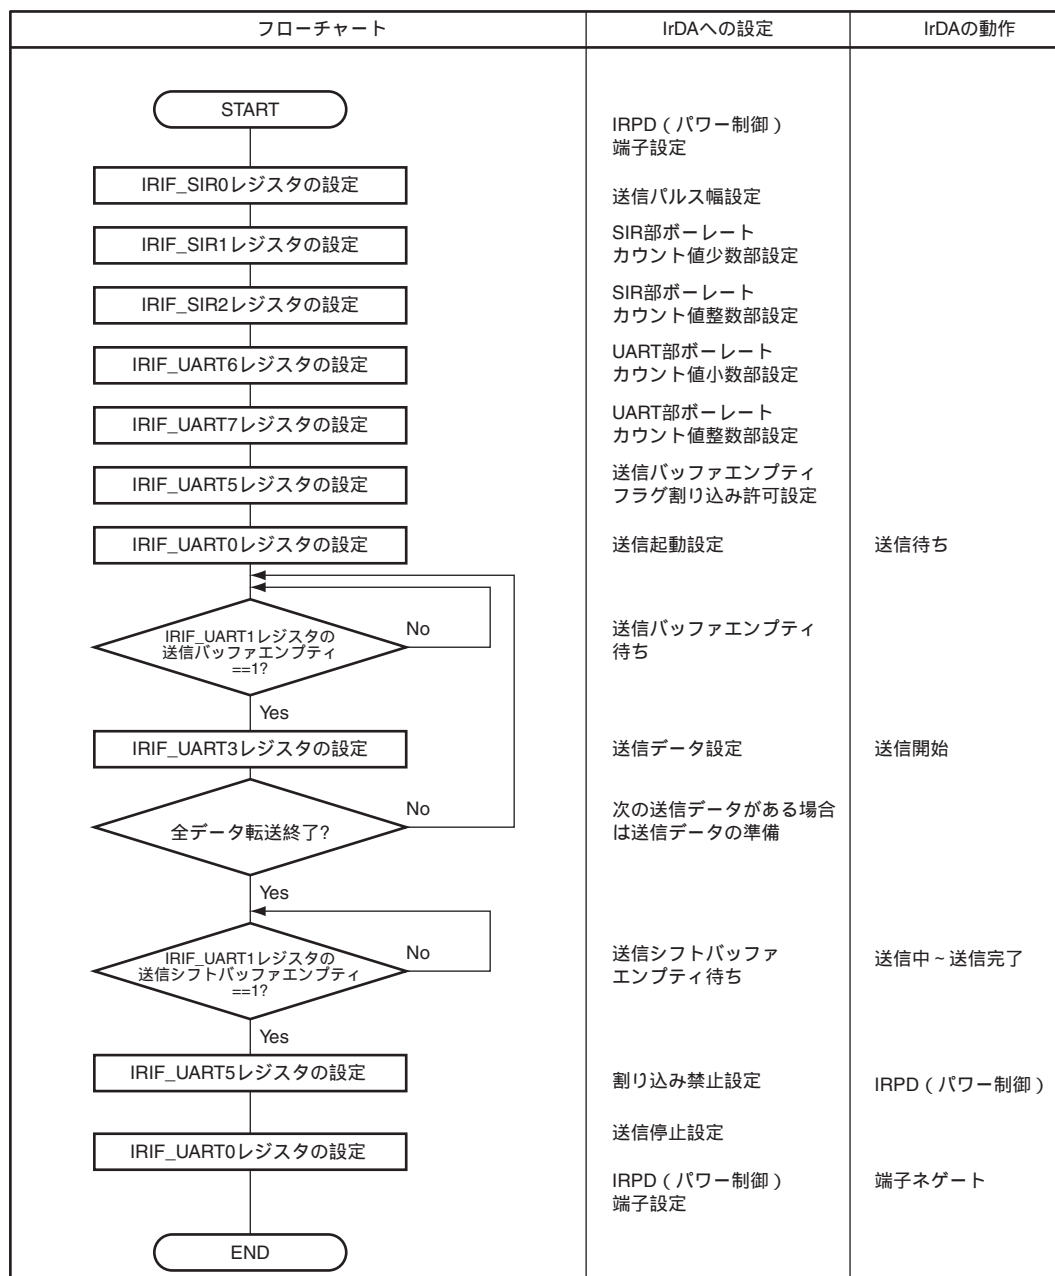 フローチャート
IrDAへの設定
IrDAの動作
START
IRPD（パワー制御）
端子設定
IRIF_SIR0レジスタの設定
送信パルス幅設定
IRIF_SIR1レジスタの設定
SIR部ボーレート
カウント値少数部設定
IRIF_SIR2レジスタの設定
SIR部ボーレート
カウント値整数部設定
IRIF_UART6レジスタの設定
UART部ボーレート
カウント値小数部設定
IRIF_UART7レジスタの設定
UART部ボーレート
カウント値整数部設定
IRIF_UART5レジスタの設定
送信バッファエンプティ
フラグ割り込み許可設定
IRIF_UART0レジスタの設定
送信起動設定
送信待ち
IRIF_UART1レジスタの
送信バッファエンプティ
==1?
No
送信バッファエンプティ
待ち
Yes
IRIF_UART3レジスタの設定
送信データ設定
送信開始
全データ転送終了?
No
次の送信データがある場合
は送信データの準備
Yes
IRIF_UART1レジスタの
送信シフトバッファエンプティ
==1?
No
送信シフトバッファ
エンプティ待ち
送信中～送信完了
Yes
IRIF_UART5レジスタの設定
割り込み禁止設定
IRPD（パワー制御）
IRIF_UART0レジスタの設定
送信停止設定
IRPD（パワー制御）
端子設定
端子ネゲート
END